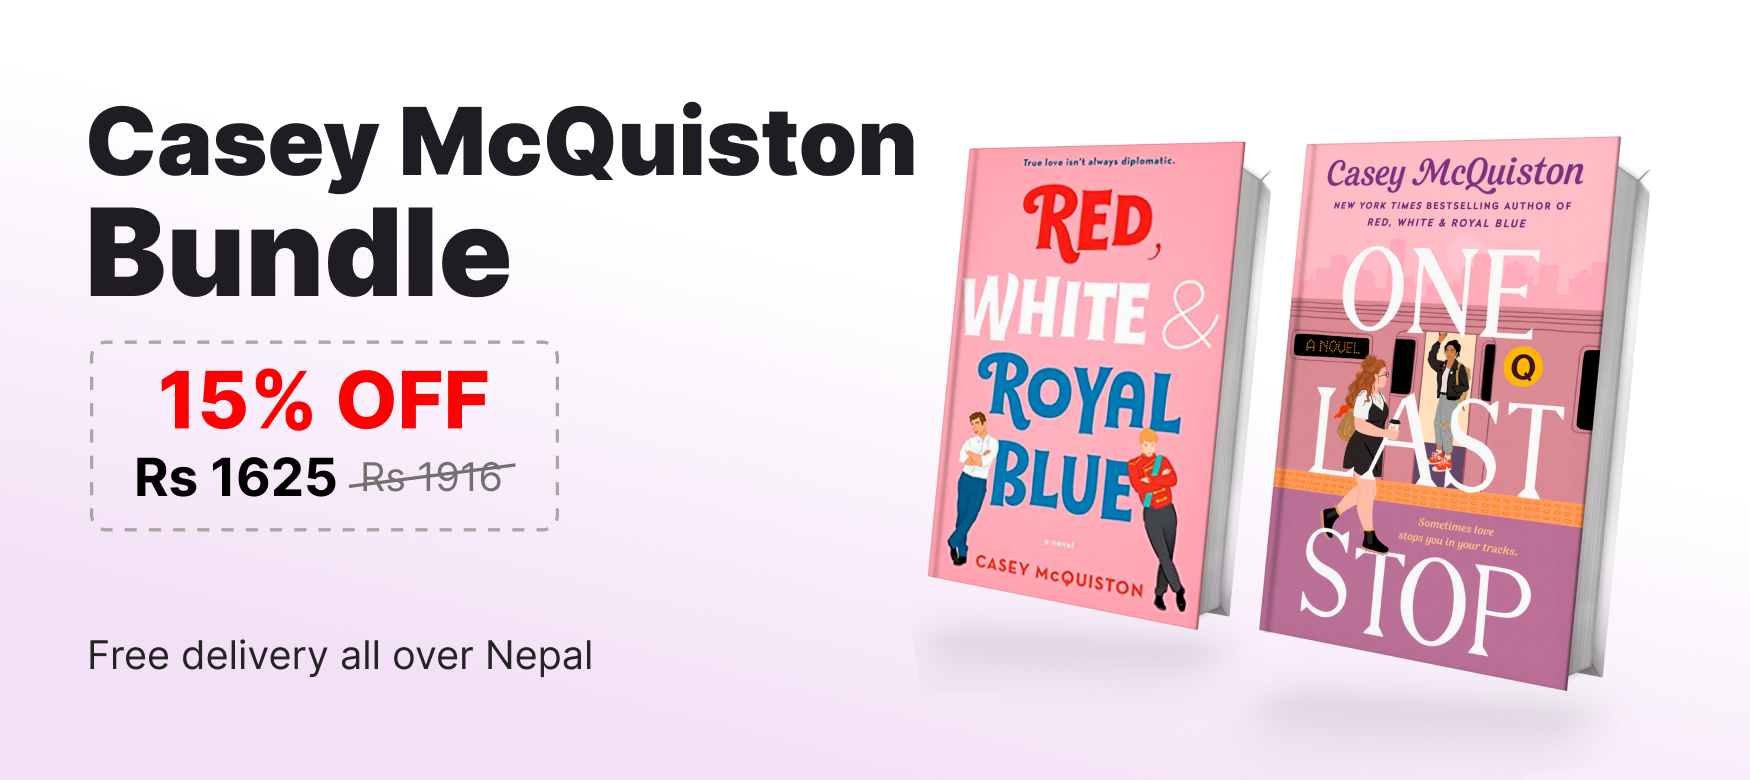 Casey McQuiston
Bundle
15% OFF
Rs 1625 Rs 1916
Free delivery all over Nepal
True love isn't always diplomatic.
RED,
WHITE &
ROYAL
BLUE
a novel
CASEY McQUISTON
Casey McQuiston
NEW YORK TIMES BESTSELLING AUTHOR OF
RED, WHITE & ROYAL BLUE
ONE
A NOVEL
Q
LAST
Sometimes love
stops you in your tracks.
STOP